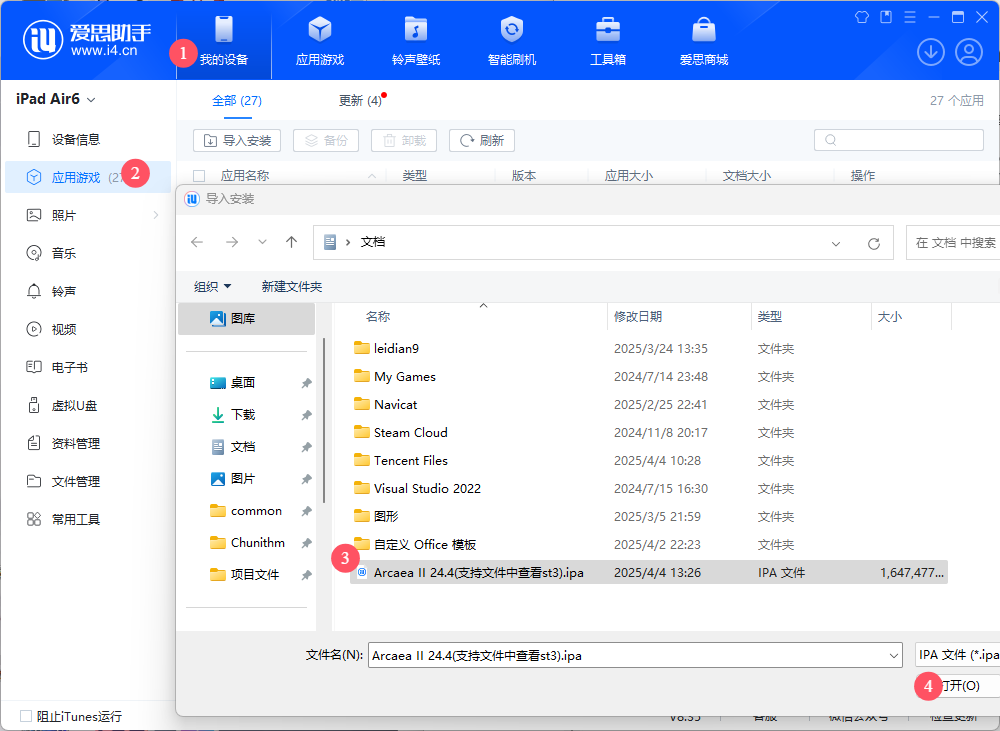 爱思助手
www.i4.cn
1
我的设备
应用游戏
铃声壁纸
智能刷机
工具箱
爱思商城
iPad Air6
全部 (27)
更新 (4)
27 个应用
导入安装
备份
卸载
刷新
设备信息
应用游戏 (27
2
照片
音乐
铃声
视频
电子书
虚拟U盘
资料管理
文件管理
常用工具
阻止iTunes运行
应用名称
类型
版本
应用大小
文档大小
操作
导入安装
文档
在 文档 中搜索
组织
新建文件夹
图库
桌面
下载
文档
图片
common
Chunithm
项目文件
名称 修改日期 类型 大小
leidian9 2025/3/24 13:35 文件夹
My Games 2024/7/14 23:48 文件夹
Navicat 2025/2/25 22:41 文件夹
Steam Cloud 2024/11/8 20:17 文件夹
Tencent Files 2025/4/4 10:28 文件夹
Visual Studio 2022 2024/7/15 16:30 文件夹
图形 2025/3/5 21:59 文件夹
自定义 Office 模板 2025/4/2 22:23 文件夹
3
Arcaea II 24.4(支持文件中查看st3).ipa 2025/4/4 13:26 IPA 文件 1,647,477...
文件名(N):
Arcaea II 24.4(支持文件中查看st3).ipa
IPA 文件 (*.ipa
4
打开(O)
V8.35
客服
微信公众号
检查更新